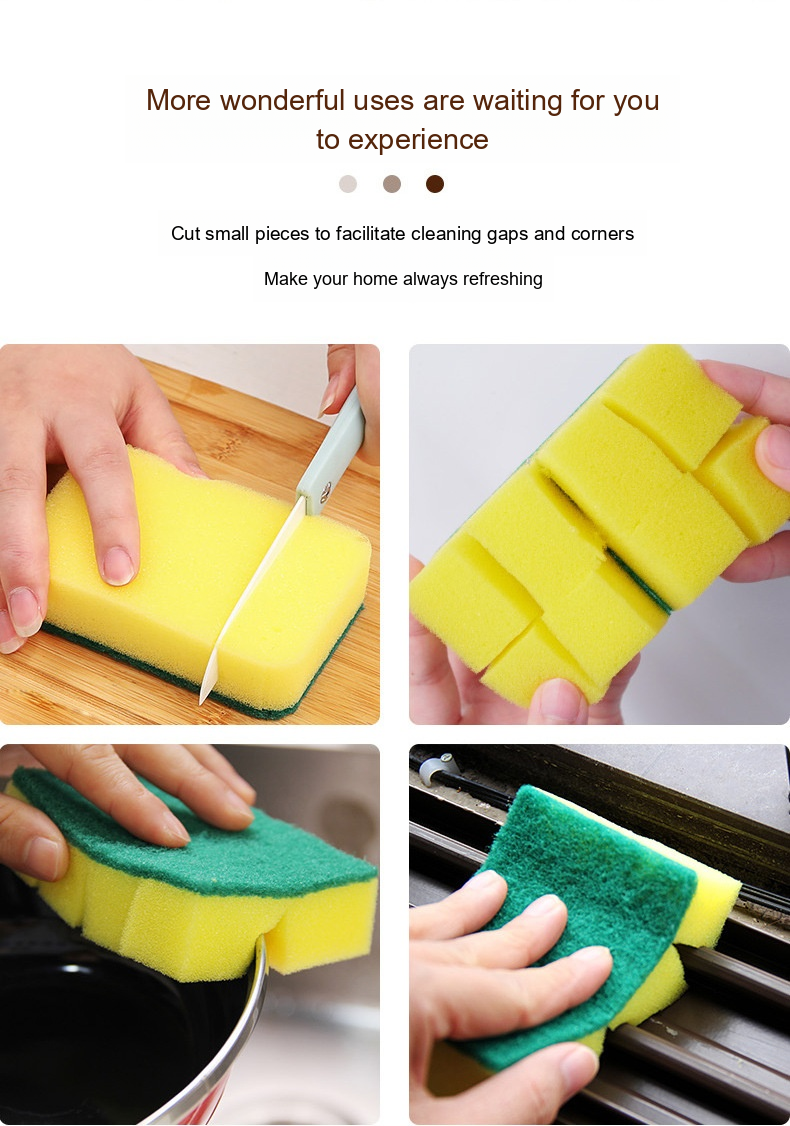 More wonderful uses are waiting for you
to experience
Cut small pieces to facilitate cleaning gaps and corners
Make your home always refreshing